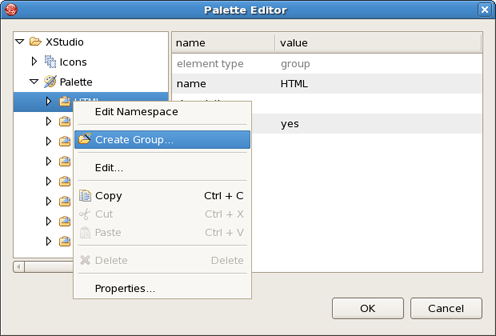 Palette Editor
XStudio
Icons
Palette
HTML
name value
element type group
name HTML
yes
Edit Namespace
Create Group...
Edit...
Copy Ctrl + C
Cut Ctrl + X
Paste Ctrl + V
Delete Delete
Properties...
OK Cancel